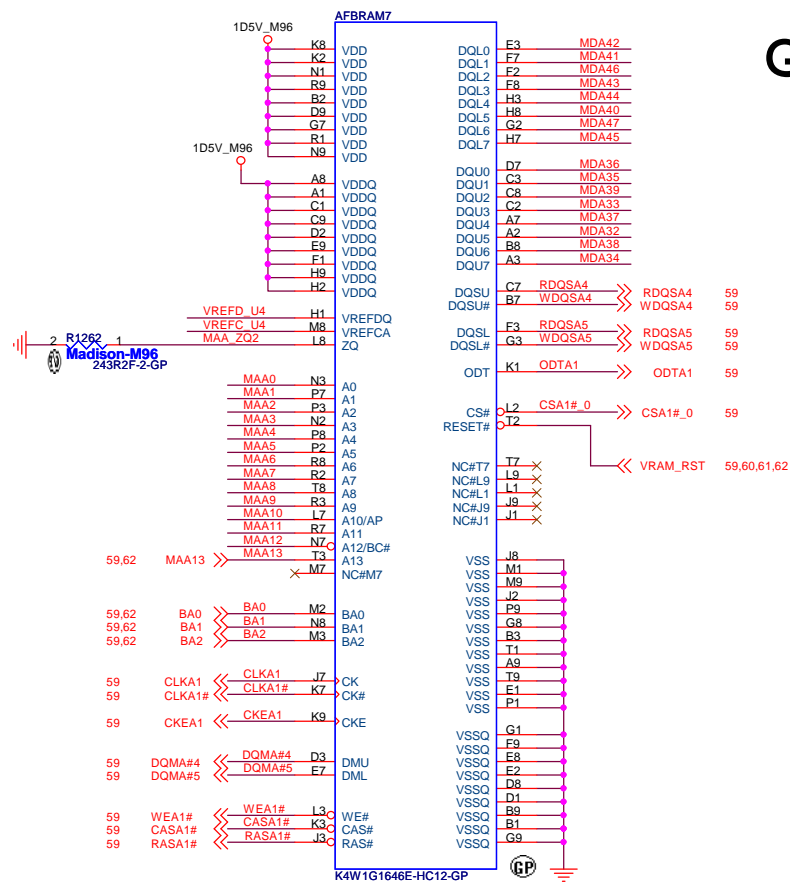 AFBRAM7
G
1D5V_M96
K8 VDD
K2 VDD
N1 VDD
R9 VDD
B2 VDD
D9 VDD
G7 VDD
R1 VDD
N9 VDD
1D5V_M96
A8 VDDQ
A1 VDDQ
C1 VDDQ
C9 VDDQ
D2 VDDQ
E9 VDDQ
F1 VDDQ
H9 VDDQ
H2 VDDQ
VREFD_U4 H1 VREFDQ
VREFC_U4 M8 VREFCA
2 R1262 1 MAA_ZQ2 L8 ZQ
Madison-M96
243R2F-2-GP
MAA0 N3 A0
MAA1 P7 A1
MAA2 P3 A2
MAA3 N2 A3
MAA4 P8 A4
MAA5 P2 A5
MAA6 R8 A6
MAA7 R2 A7
MAA8 T8 A8
MAA9 R3 A9
MAA10 L7 A10/AP
MAA11 R7 A11
MAA12 N7 A12/BC#
59,62 MAA13 MAA13 T3 A13
M7 NC#M7
59,62 BA0 BA0 M2 BA0
59,62 BA1 BA1 N8 BA1
59,62 BA2 BA2 M3 BA2
59 CLKA1 CLKA1 J7 CK
59 CLKA1# CLKA1# K7 CK#
59 CKEA1 CKEA1 K9 CKE
59 DQMA#4 DQMA#4 D3 DMU
59 DQMA#5 DQMA#5 E7 DML
59 WEA1# WEA1# L3 WE#
59 CASA1# CASA1# K3 CAS#
59 RASA1# RASA1# J3 RAS#
DQL0 E3 MDA42
DQL1 F7 MDA41
DQL2 F2 MDA46
DQL3 F8 MDA43
DQL4 H3 MDA44
DQL5 H8 MDA40
DQL6 G2 MDA47
DQL7 H7 MDA45
DQU0 D7 MDA36
DQU1 C3 MDA35
DQU2 C8 MDA39
DQU3 C2 MDA33
DQU4 A7 MDA37
DQU5 A2 MDA32
DQU6 B8 MDA38
DQU7 A3 MDA34
DQSU C7 RDQSA4 RDQSA4 59
DQSU# B7 WDQSA4 WDQSA4 59
DQSL F3 RDQSA5 RDQSA5 59
DQSL# G3 WDQSA5 WDQSA5 59
ODT K1 ODTA1 ODTA1 59
CS# L2 CSA1#_0 CSA1#_0 59
RESET# T2
VRAM_RST 59,60,61,62
NC#T7 T7
NC#L9 L9
NC#L1 L1
NC#J9 J9
NC#J1 J1
VSS J8
VSS M1
VSS M9
VSS J2
VSS P9
VSS G8
VSS B3
VSS T1
VSS A9
VSS T9
VSS E1
VSS P1
VSSQ G1
VSSQ F9
VSSQ E8
VSSQ E2
VSSQ D8
VSSQ D1
VSSQ B9
VSSQ B1
VSSQ G9
GP
K4W1G1646E-HC12-GP